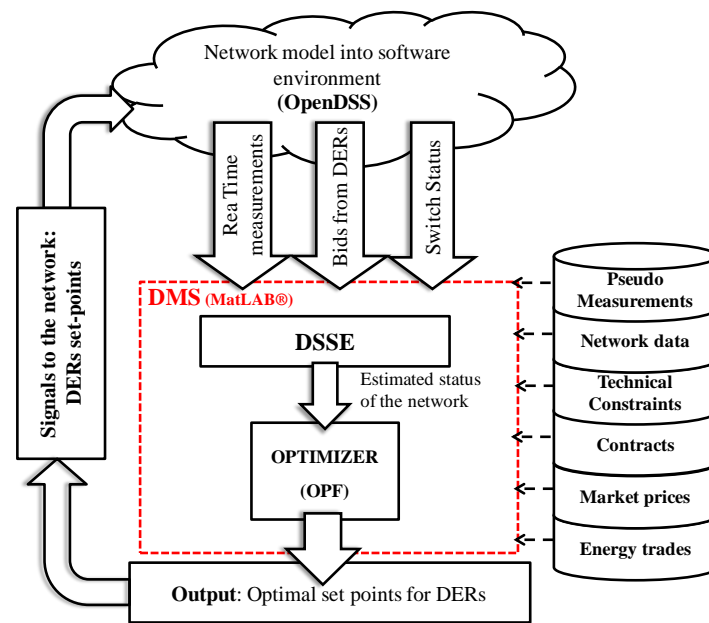 Network model into software
environment
(OpenDSS)
Rea Time
measurements
Bids from DERs
Switch Status
Signals to the network:
DERs set-points
DMS (MatLAB®)
DSSE
Estimated status
of the network
OPTIMIZER
(OPF)
Output: Optimal set points for DERs
Pseudo
Measurements
Network data
Technical
Constraints
Contracts
Market prices
Energy trades